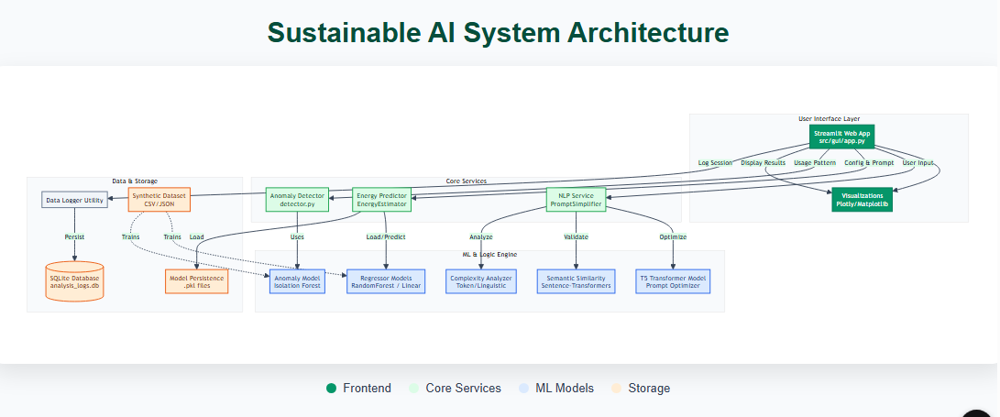 Sustainable AI System Architecture
User Interface Layer
Streamlit Web App
src/gui/app.py
Log Session
Display Results
Usage Pattern
Config & Prompt
User Input
Visualizations
Plotly/Matplotlib
Data & Storage
Data Logger Utility
Synthetic Dataset
CSV/JSON
Core Services
Anomaly Detector
detector.py
Energy Predictor
EnergyEstimator
NLP Service
PromptSimplifier
Persist
Trains
Trains
Load
Uses
Load/Predict
Analyze
Validate
Optimize
ML & Logic Engine
SQLite Database
analysis_logs.db
Model Persistence
.pkl files
Anomaly Model
Isolation Forest
Regressor Models
RandomForest / Linear
Complexity Analyzer
Token/Linguistic
Semantic Similarity
Sentence-Transformers
T5 Transformer Model
Prompt Optimizer
Frontend
Core Services
ML Models
Storage